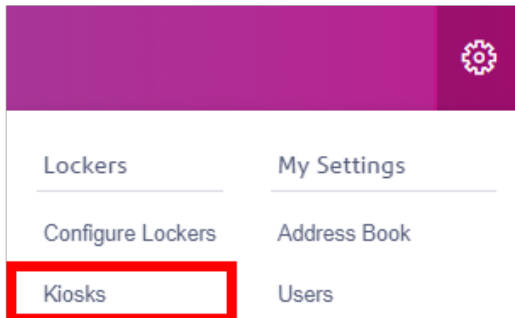 Lockers
My Settings
Configure Lockers
Address Book
Kiosks
Users